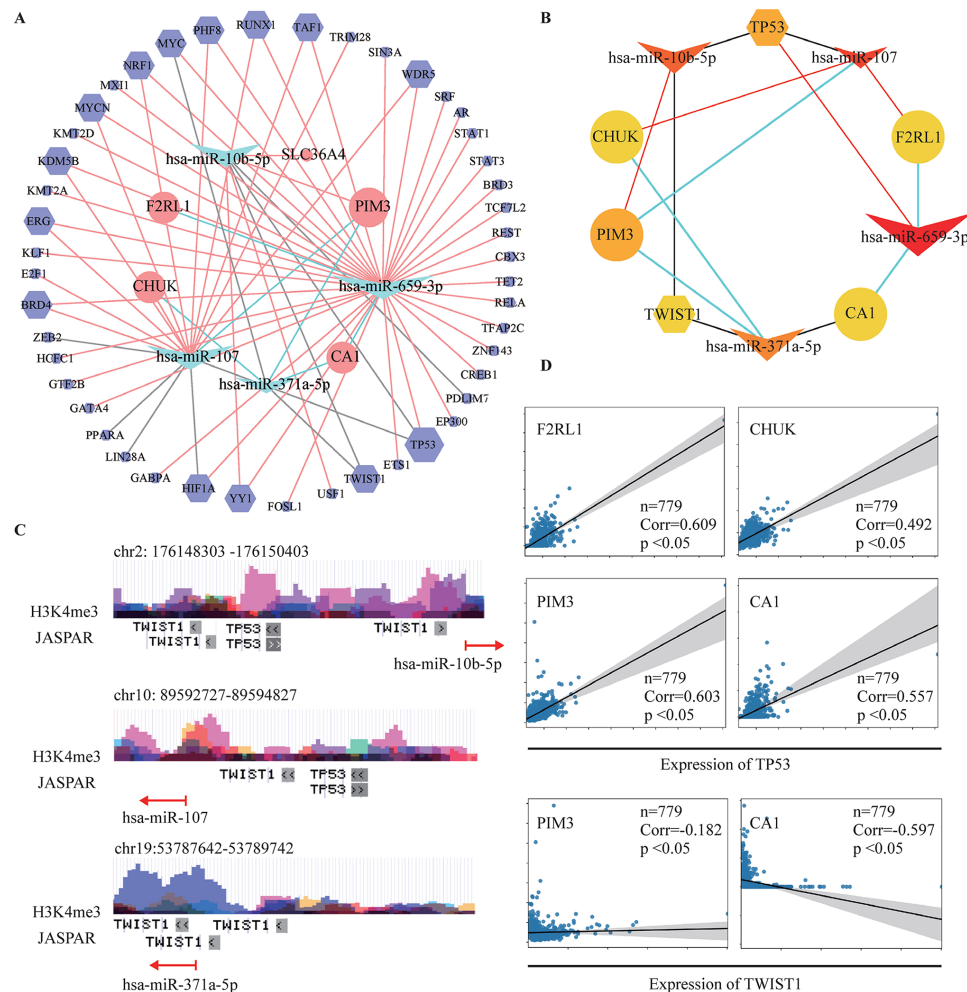 A
MYC
PHF8
RUNX1
TAF1
TRIM28
SIN3A
WDR5
SRF
AR
STAT1
STAT3
BRD3
TCF7L2
REST
CBX3
TET2
RELA
TFAP2C
ZNF143
CREB1
PDLIM7
EP300
TP53
ETS1
TWIST1
USF1
FOSL1
YY1
HIF1A
GABPA
LIN28A
PPARA
GATA4
GTF2B
HCFC1
ZEB2
BRD4
E2F1
KLF1
ERG
KMT2A
KDM5B
KMT2D
MYCN
MXI1
NRF1
hsa-miR-10b-5p
SLC36A4
F2RL1
PIM3
hsa-miR-659-3p
CHUK
hsa-miR-107
CA1
hsa-miR-371a-5p
B
TP53
hsa-miR-10b-5p
hsa-miR-107
CHUK
F2RL1
PIM3
hsa-miR-659-3p
TWIST1
CA1
hsa-miR-371a-5p
C
chr2: 176148303 -176150403
H3K4me3
JASPAR
TWIST1 <
TWIST1 <
TP53 <<
TP53 >>
TWIST1 >
hsa-miR-10b-5p
chr10: 89592727-89594827
H3K4me3
JASPAR
TWIST1 <<
TP53 <<
TP53 >>
hsa-miR-107
chr19:53787642-53789742
H3K4me3
JASPAR
TWIST1 <<
TWIST1 <
TWIST1 <
hsa-miR-371a-5p
D
F2RL1
n=779
Corr=0.609
p <0.05
CHUK
n=779
Corr=0.492
p <0.05
PIM3
n=779
Corr=0.603
p <0.05
CA1
n=779
Corr=0.557
p <0.05
Expression of TP53
PIM3
n=779
Corr=-0.182
p <0.05
CA1
n=779
Corr=-0.597
p <0.05
Expression of TWIST1